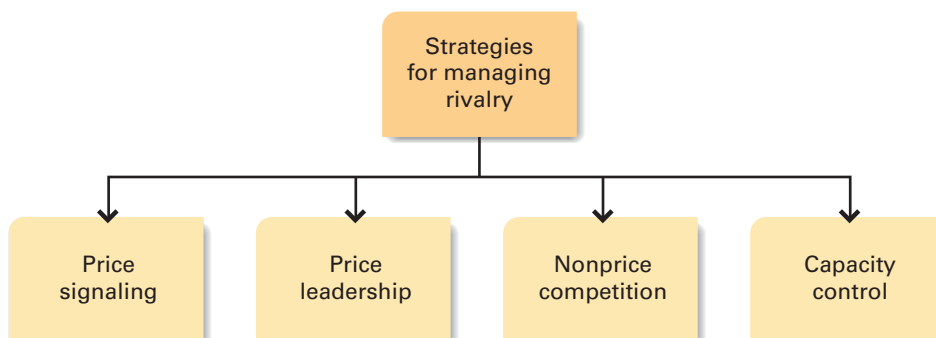 Strategies
for managing
rivalry
Price
signaling
Price
leadership
Nonprice
competition
Capacity
control